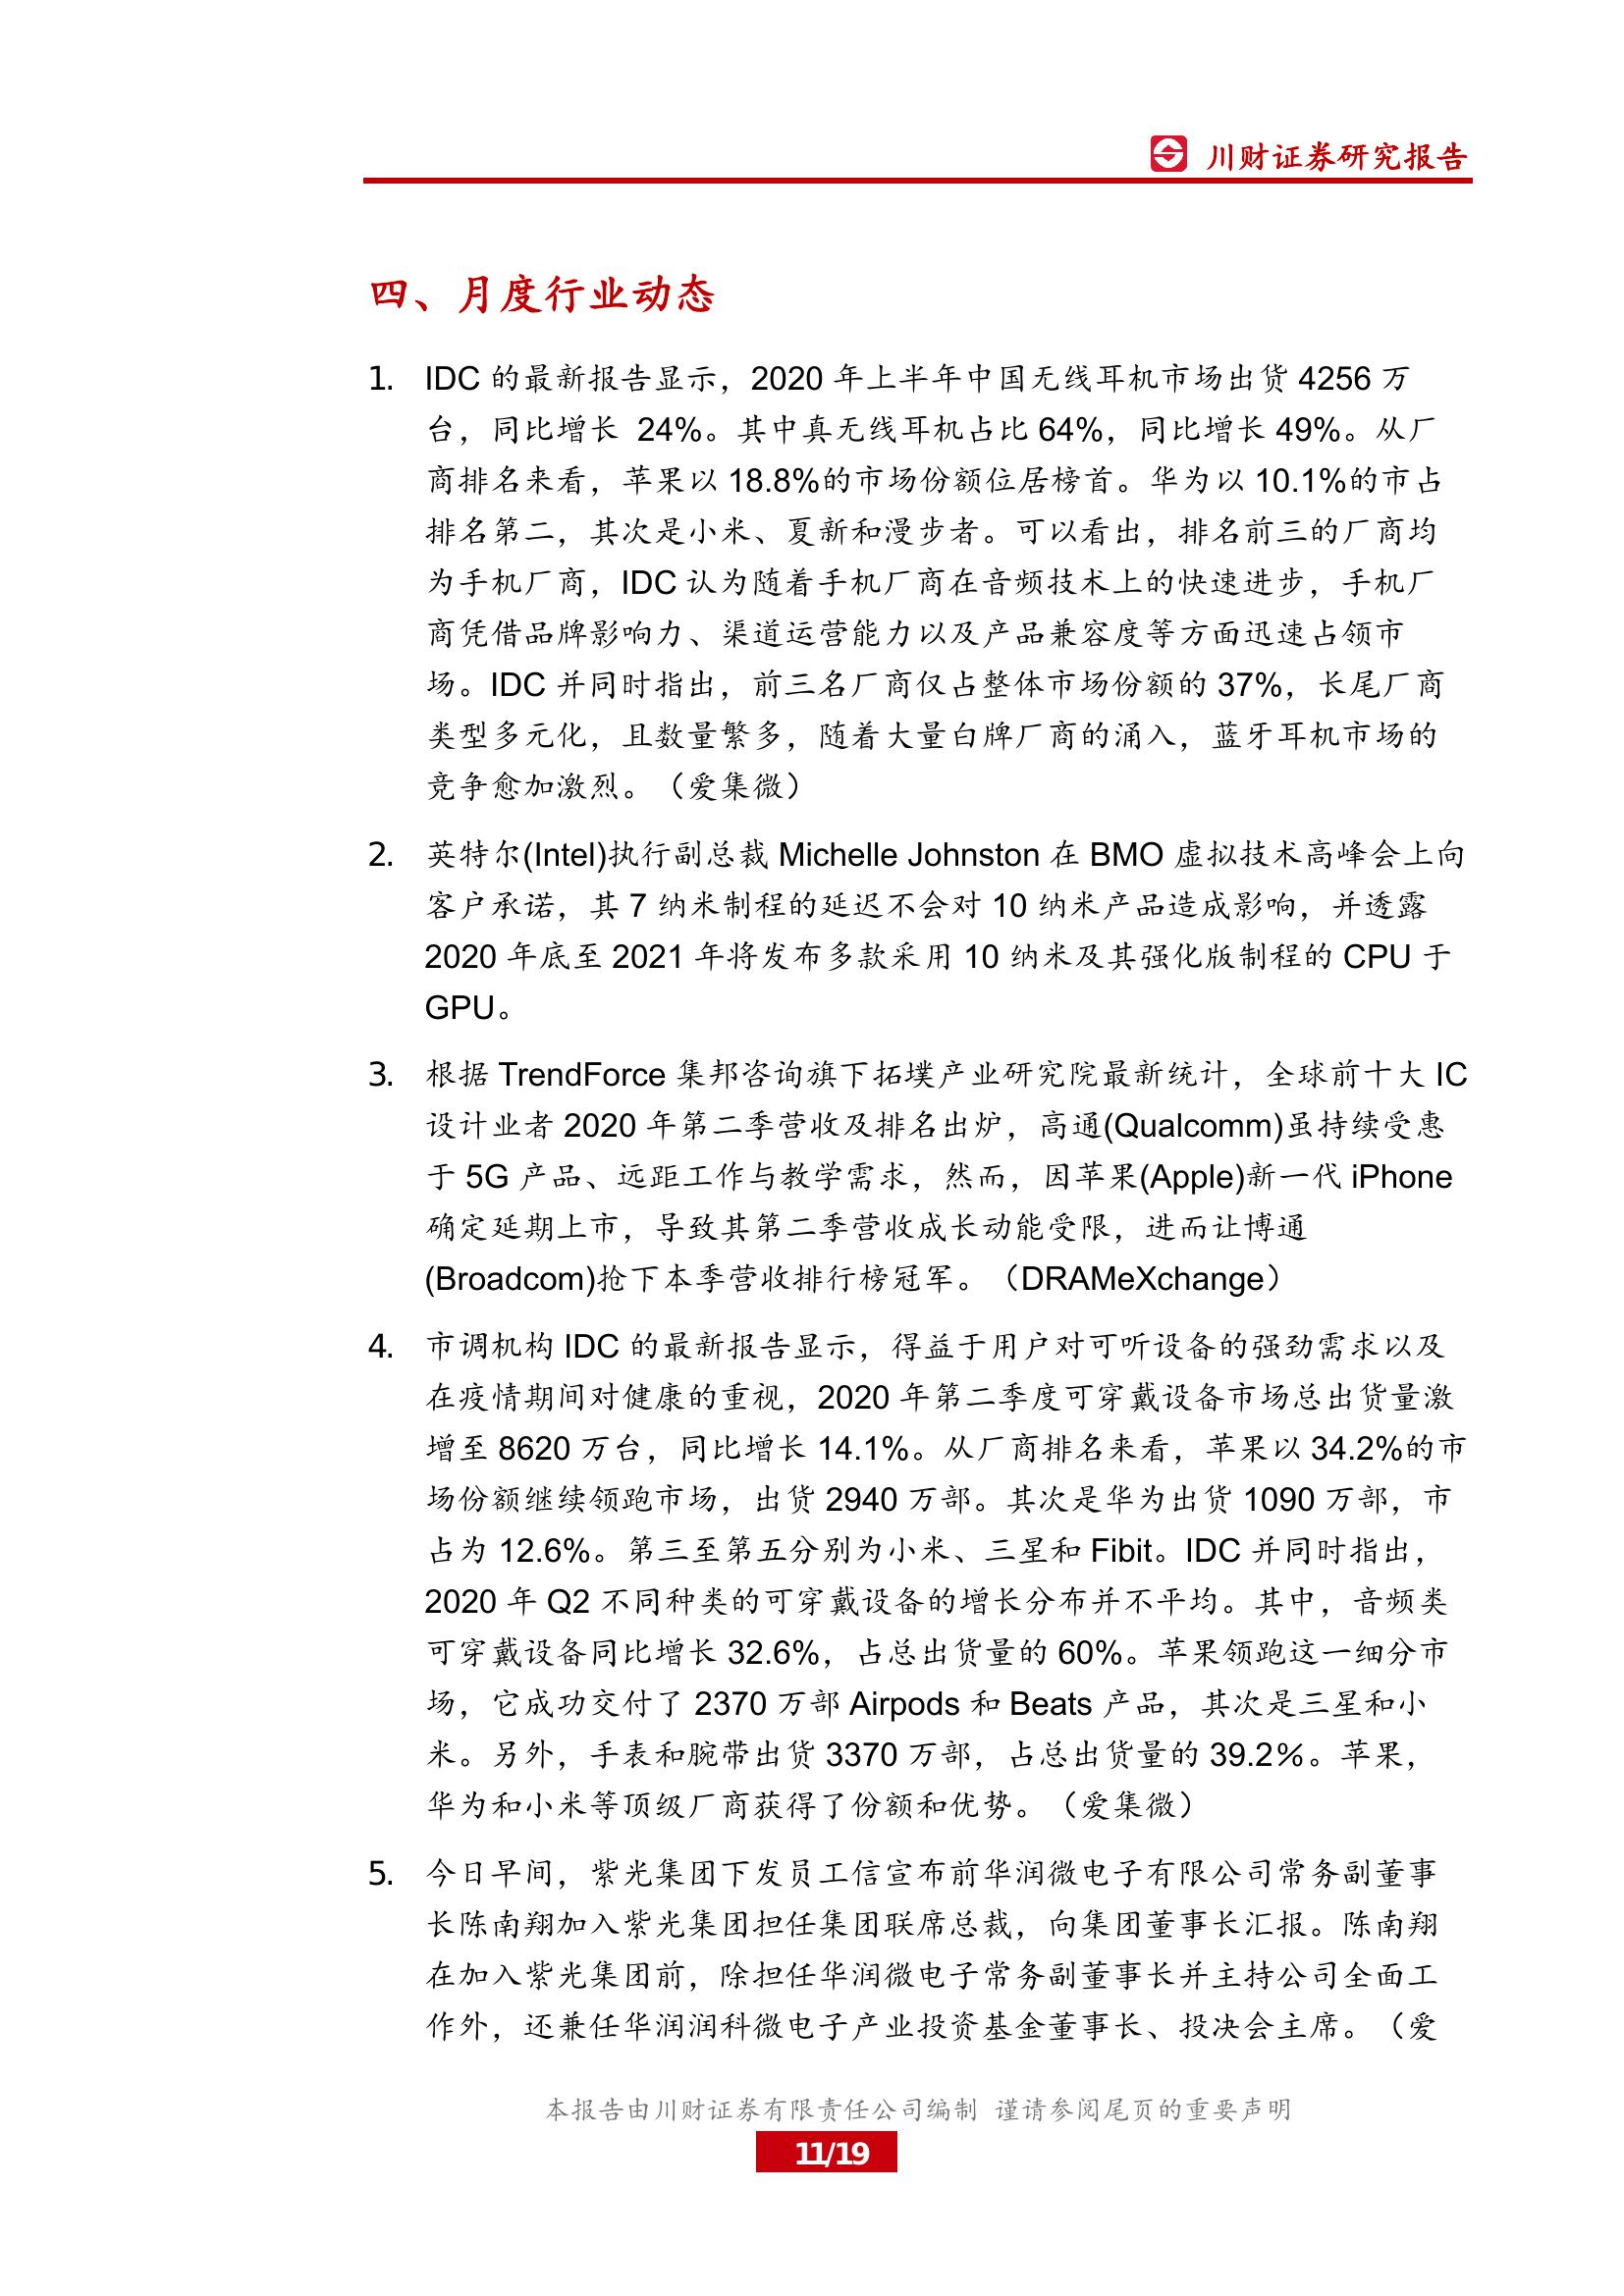 川财证券研究报告
四、月度行业动态
1. IDC 的最新报告显示，2020 年上半年中国无线耳机市场出货 4256 万
台，同比增长 24%。其中真无线耳机占比 64%，同比增长 49%。从厂
商排名来看，苹果以 18.8%的市场份额位居榜首。华为以 10.1%的市占
排名第二，其次是小米、夏新和漫步者。可以看出，排名前三的厂商均
为手机厂商，IDC 认为随着手机厂商在音频技术上的快速进步，手机厂
商凭借品牌影响力、渠道运营能力以及产品兼容度等方面迅速占领市
场。IDC 并同时指出，前三名厂商仅占整体市场份额的 37%，长尾厂商
类型多元化，且数量繁多，随着大量白牌厂商的涌入，蓝牙耳机市场的
竞争愈加激烈。（爱集微）
2. 英特尔(Intel)执行副总裁 Michelle Johnston 在 BMO 虚拟技术高峰会上向
客户承诺，其 7 纳米制程的延迟不会对 10 纳米产品造成影响，并透露
2020 年底至 2021 年将发布多款采用 10 纳米及其强化版制程的 CPU 于
GPU。
3. 根据 TrendForce 集邦咨询旗下拓墣产业研究院最新统计，全球前十大 IC
设计业者 2020 年第二季营收及排名出炉，高通(Qualcomm)虽持续受惠
于 5G 产品、远距工作与教学需求，然而，因苹果(Apple)新一代 iPhone
确定延期上市，导致其第二季营收成长动能受限，进而让博通
(Broadcom)抢下本季营收排行榜冠军。（DRAMeXchange）
4. 市调机构 IDC 的最新报告显示，得益于用户对可听设备的强劲需求以及
在疫情期间对健康的重视，2020 年第二季度可穿戴设备市场总出货量激
增至 8620 万台，同比增长 14.1%。从厂商排名来看，苹果以 34.2%的市
场份额继续领跑市场，出货 2940 万部。其次是华为出货 1090 万部，市
占为 12.6%。第三至第五分别为小米、三星和 Fibit。IDC 并同时指出，
2020 年 Q2 不同种类的可穿戴设备的增长分布并不平均。其中，音频类
可穿戴设备同比增长 32.6%，占总出货量的 60%。苹果领跑这一细分市
场，它成功交付了 2370 万部 Airpods 和 Beats 产品，其次是三星和小
米。另外，手表和腕带出货 3370 万部，占总出货量的 39.2％。苹果，
华为和小米等顶级厂商获得了份额和优势。（爱集微）
5. 今日早间，紫光集团下发员工信宣布前华润微电子有限公司常务副董事
长陈南翔加入紫光集团担任集团联席总裁，向集团董事长汇报。陈南翔
在加入紫光集团前，除担任华润微电子常务副董事长并主持公司全面工
作外，还兼任华润润科微电子产业投资基金董事长、投决会主席。（爱
本报告由川财证券有限责任公司编制 谨请参阅尾页的重要声明
11/19